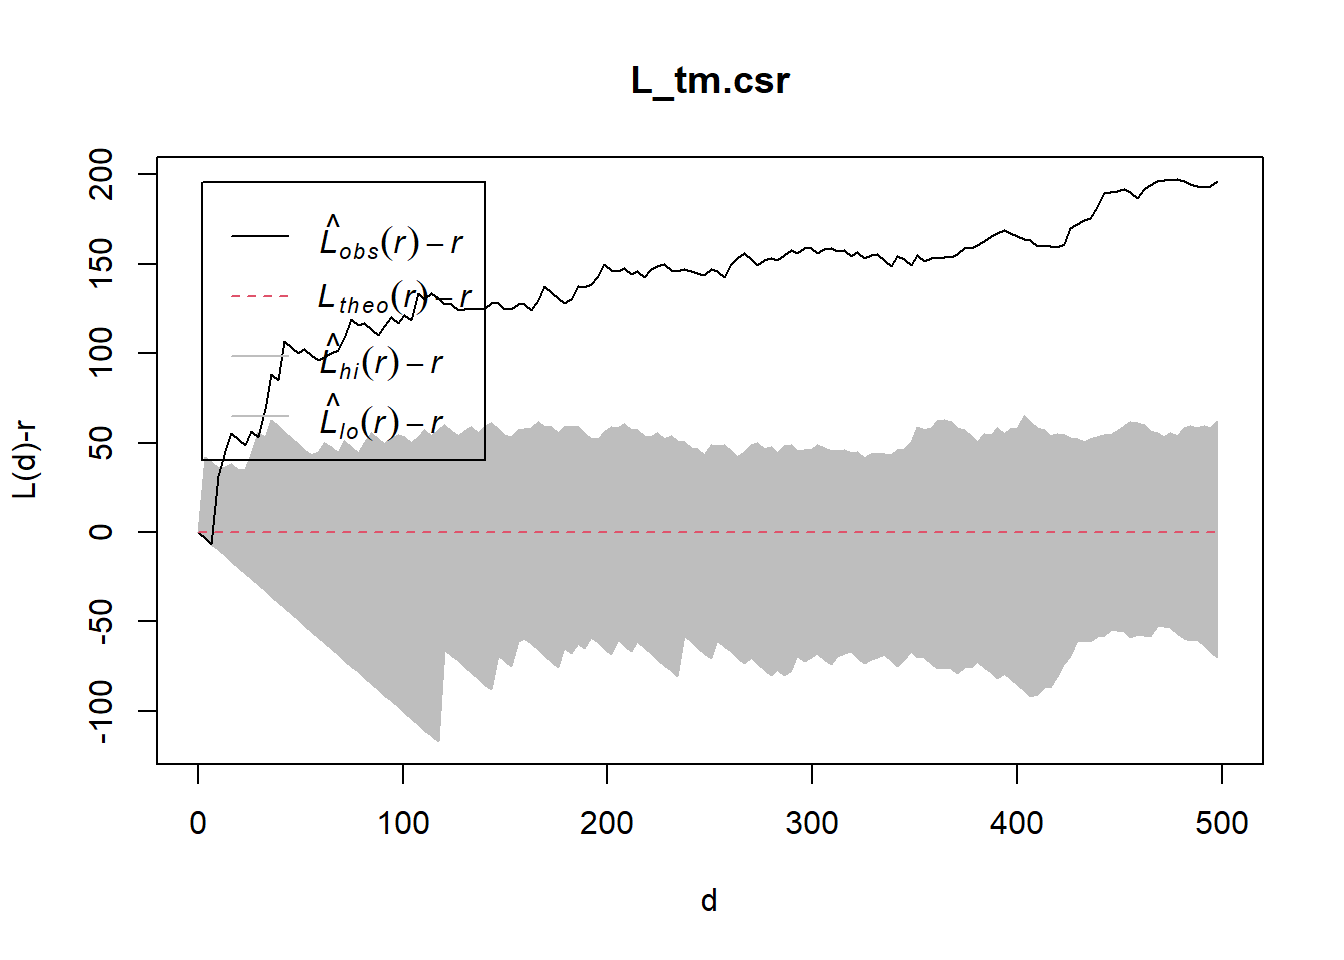 L_tm.csr
L(d)-r
200
150
100
50
0
-50
-100
L̂obs(r) − r
Ltheo(r) − r
L̂hi(r) − r
L̂lo(r) − r
0 100 200 300 400 500
d